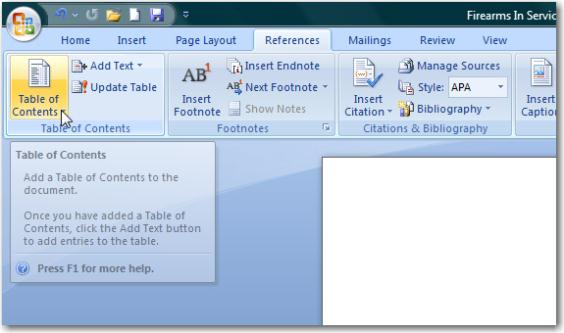 Firearms In Servic
Home Insert Page Layout References Mailings Review View
Table of Contents
Add Text
Update Table
Table of Contents
AB1
Insert Footnote
Insert Endnote
AB1 Next Footnote
Show Notes
Footnotes
Insert Citation
Manage Sources
Style: APA
Bibliography
Citations & Bibliography
Insert Caption
Table of Contents
Add a Table of Contents to the
document.
Once you have added a Table of
Contents, click the Add Text button
to add entries to the table.
Press F1 for more help.